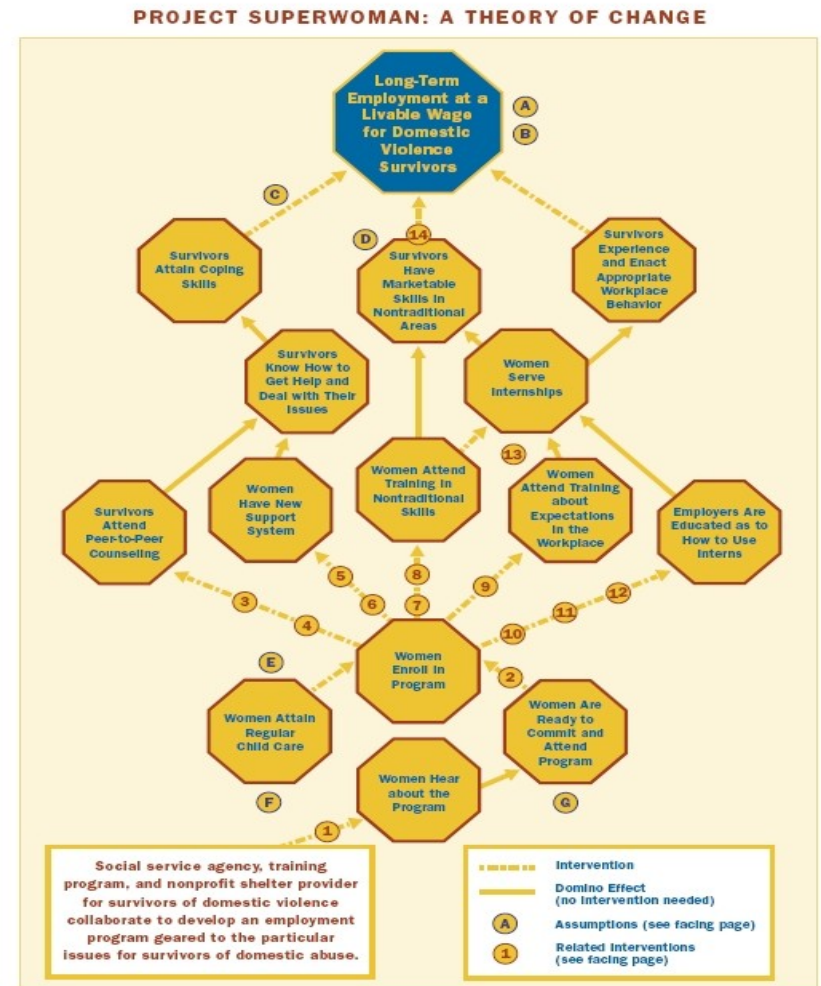 PROJECT SUPERWOMAN: A THEORY OF CHANGE
Long-Term
Employment at a
Livable Wage
for Domestic
Violence
Survivors
A
B
C
D
14
Survivors
Attain Coping
Skills
Survivors
Have
Marketable
Skills in
Nontraditional
Areas
Survivors
Experience
and Enact
Appropriate
Workplace
Behavior
Survivors
Know How to
Get Help and
Deal with Their
Issues
Women
Serve
Internships
13
Survivors
Attend
Peer-to-Peer
Counseling
Women
Have New
Support
System
Women Attend
Training in
Nontraditional
Skills
Women
Attend Training
about
Expectations
in the
Workplace
Employers Are
Educated as to
How to Use
Interns
3
4
5
6
8
7
9
10
11
12
Women
Enroll in
Program
E
2
Women Attain
Regular
Child Care
F
Women Are
Ready to
Commit and
Attend
Program
G
Women Hear
about the
Program
1
Social service agency, training
program, and nonprofit shelter provider
for survivors of domestic violence
collaborate to develop an employment
program geared to the particular
issues for survivors of domestic abuse.
Intervention
Domino Effect
(no intervention needed)
A Assumptions (see facing page)
1 Related Interventions
(see facing page)